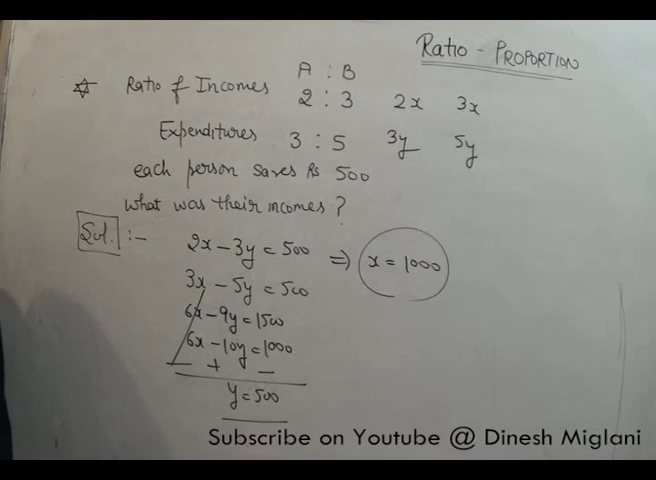 Ratio - PROPORTION
A : B
☆ Ratio of Incomes 2 : 3 2x 3x
Expenditures 3 : 5 3y 5y
each person saves Rs 500
what was their incomes ?
Sol. :-
2x - 3y = 500 ⇒ x = 1000
3x - 5y = 500
6x - 9y = 1500
6x - 10y = 1000
- + -
y = 500
Subscribe on Youtube @ Dinesh Miglani